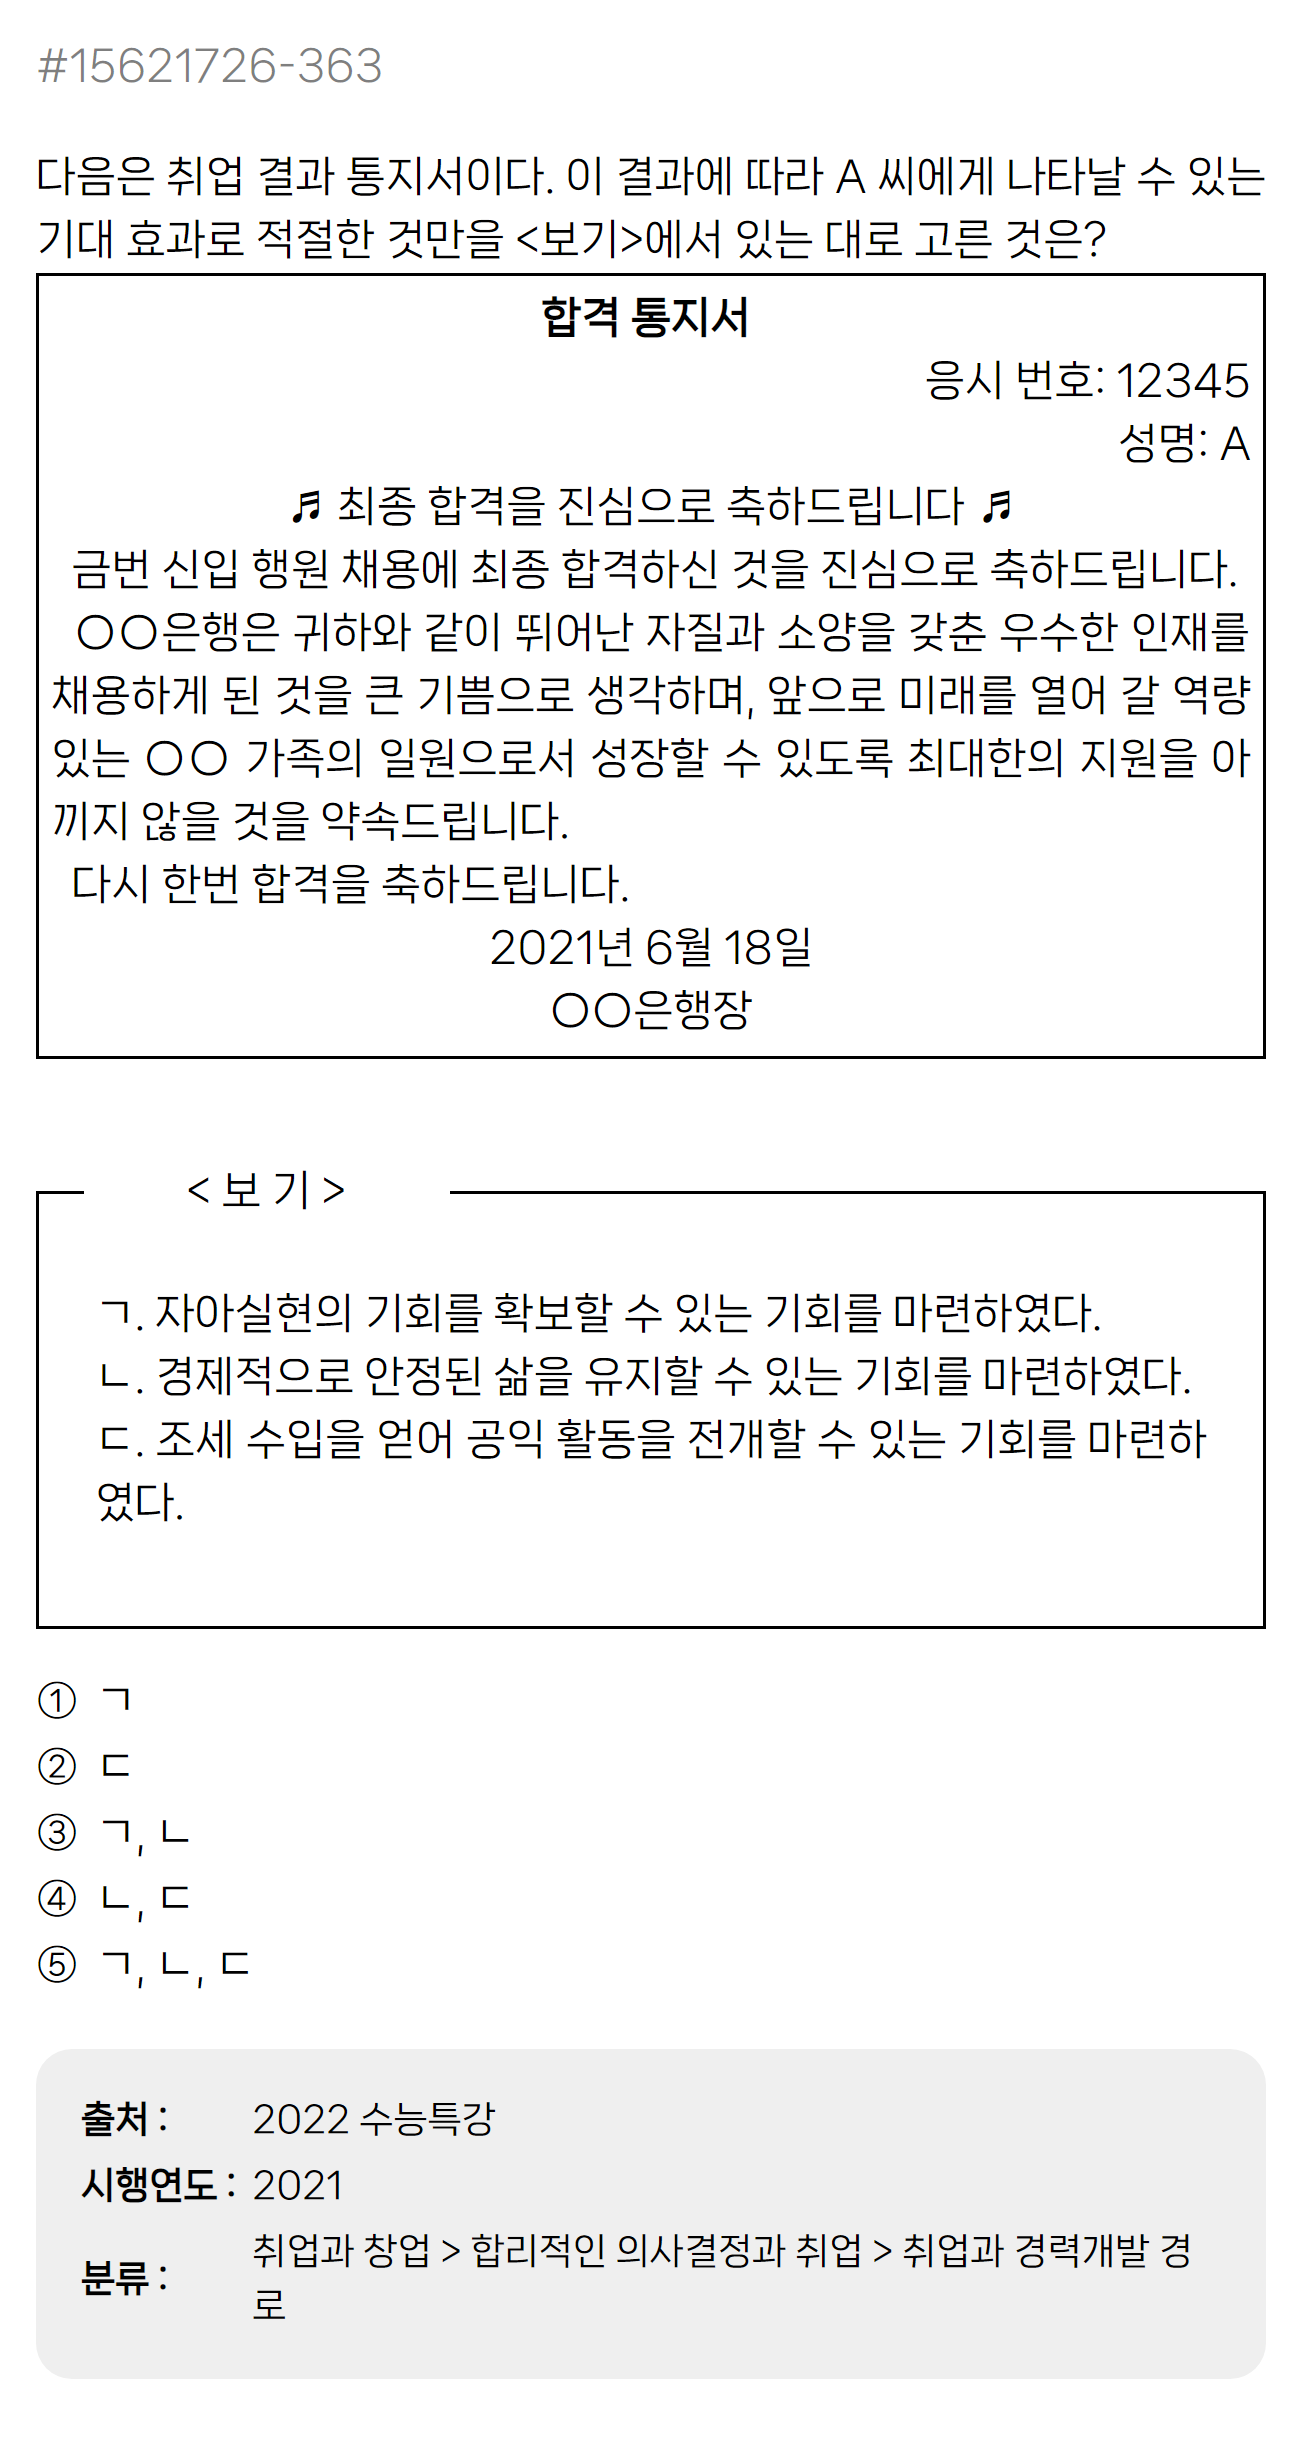 #15621726-363
다음은 취업 결과 통지서이다. 이 결과에 따라 A 씨에게 나타날 수 있는
기대 효과로 적절한 것만을 <보기>에서 있는 대로 고른 것은?
합격 통지서
응시 번호: 12345
성명: A
♬ 최종 합격을 진심으로 축하드립니다 ♬
금번 신입 행원 채용에 최종 합격하신 것을 진심으로 축하드립니다.
○○은행은 귀하와 같이 뛰어난 자질과 소양을 갖춘 우수한 인재를
채용하게 된 것을 큰 기쁨으로 생각하며, 앞으로 미래를 열어 갈 역량
있는 ○○ 가족의 일원으로서 성장할 수 있도록 최대한의 지원을 아
끼지 않을 것을 약속드립니다.
다시 한번 합격을 축하드립니다.
2021년 6월 18일
○○은행장
< 보 기 >
ㄱ. 자아실현의 기회를 확보할 수 있는 기회를 마련하였다.
ㄴ. 경제적으로 안정된 삶을 유지할 수 있는 기회를 마련하였다.
ㄷ. 조세 수입을 얻어 공익 활동을 전개할 수 있는 기회를 마련하
였다.
① ㄱ
② ㄷ
③ ㄱ, ㄴ
④ ㄴ, ㄷ
⑤ ㄱ, ㄴ, ㄷ
출처 : 2022 수능특강
시행연도 : 2021
분류 : 취업과 창업 > 합리적인 의사결정과 취업 > 취업과 경력개발 경
로